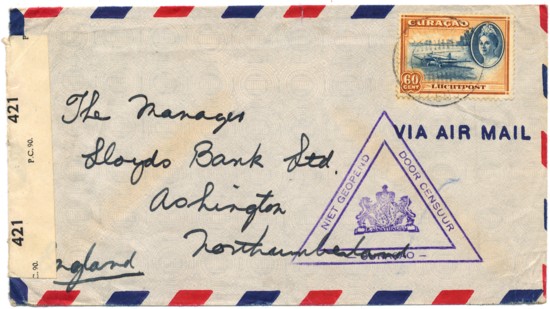 CURAÇAO
60
CENT
LUCHTPOST
VIA AIR MAIL
The Manager
Lloyds Bank Ltd.
Ashington
Northumberland
England
NIET GEOPEND
DOOR CENSUUR
421
P.C. 90.
421
C. 90.